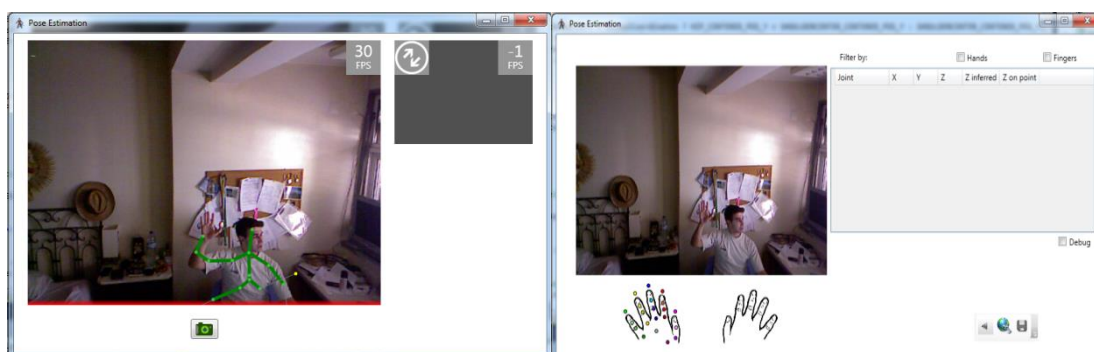 Pose Estimation
30
FPS
-1
FPS
Pose Estimation
Filter by:
Hands
Fingers
Joint X Y Z Z inferred Z on point
Debug